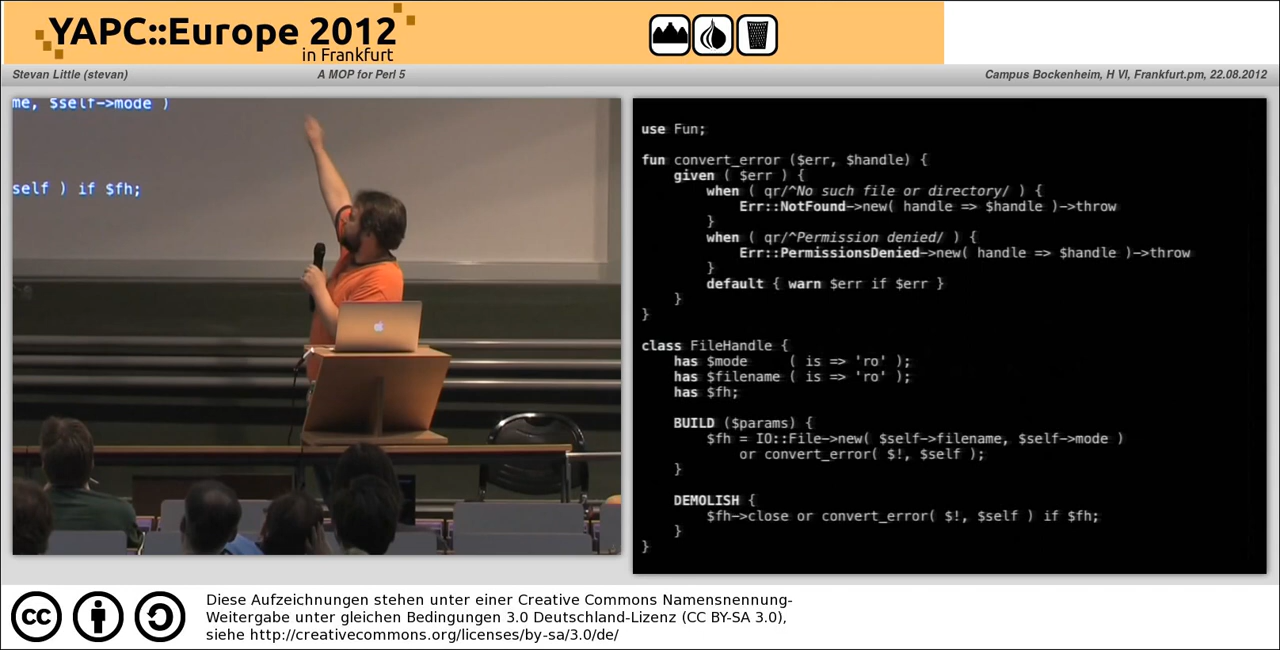 YAPC::Europe 2012
in Frankfurt
Stevan Little (stevan)
A MOP for Perl 5
Campus Bockenheim, H VI, Frankfurt.pm, 22.08.2012
me, $self->mode )
self ) if $fh;
use Fun;
fun convert_error ($err, $handle) {
    given ( $err ) {
        when ( qr/^No such file or directory/ ) {
            Err::NotFound->new( handle => $handle )->throw
        }
        when ( qr/^Permission denied/ ) {
            Err::PermissionsDenied->new( handle => $handle )->throw
        }
        default { warn $err if $err }
    }
}
class FileHandle {
    has $mode     ( is => 'ro' );
    has $filename ( is => 'ro' );
    has $fh;
    BUILD ($params) {
        $fh = IO::File->new( $self->filename, $self->mode )
            or convert_error( $!, $self );
    }
    DEMOLISH {
        $fh->close or convert_error( $!, $self ) if $fh;
    }
}
cc
Diese Aufzeichnungen stehen unter einer Creative Commons Namensnennung-
Weitergabe unter gleichen Bedingungen 3.0 Deutschland-Lizenz (CC BY-SA 3.0),
siehe http://creativecommons.org/licenses/by-sa/3.0/de/